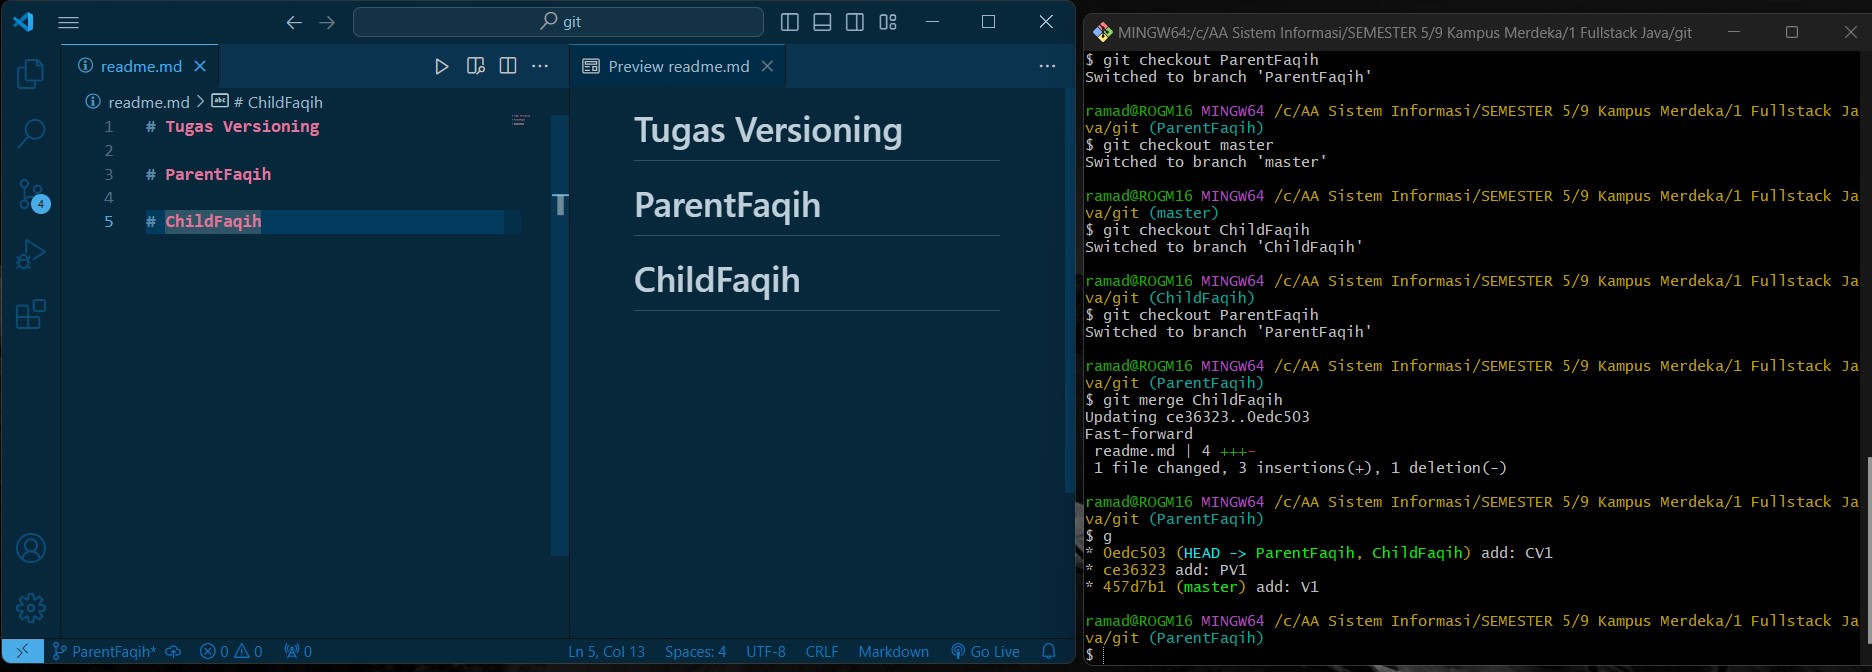 git
readme.md
Preview readme.md
readme.md > # ChildFaqih
1 # Tugas Versioning
2
3 # ParentFaqih
4
5 # ChildFaqih
Tugas Versioning
ParentFaqih
ChildFaqih
4
ParentFaqih* 0 0 0 Ln 5, Col 13 Spaces: 4 UTF-8 CRLF Markdown Go Live
MINGW64:/c/AA Sistem Informasi/SEMESTER 5/9 Kampus Merdeka/1 Fullstack Java/git
$ git checkout ParentFaqih
Switched to branch 'ParentFaqih'
ramad@ROGM16 MINGW64 /c/AA Sistem Informasi/SEMESTER 5/9 Kampus Merdeka/1 Fullstack Ja
va/git (ParentFaqih)
$ git checkout master
Switched to branch 'master'
ramad@ROGM16 MINGW64 /c/AA Sistem Informasi/SEMESTER 5/9 Kampus Merdeka/1 Fullstack Ja
va/git (master)
$ git checkout ChildFaqih
Switched to branch 'ChildFaqih'
ramad@ROGM16 MINGW64 /c/AA Sistem Informasi/SEMESTER 5/9 Kampus Merdeka/1 Fullstack Ja
va/git (ChildFaqih)
$ git checkout ParentFaqih
Switched to branch 'ParentFaqih'
ramad@ROGM16 MINGW64 /c/AA Sistem Informasi/SEMESTER 5/9 Kampus Merdeka/1 Fullstack Ja
va/git (ParentFaqih)
$ git merge ChildFaqih
Updating ce36323..0edc503
Fast-forward
readme.md | 4 +++-
1 file changed, 3 insertions(+), 1 deletion(-)
ramad@ROGM16 MINGW64 /c/AA Sistem Informasi/SEMESTER 5/9 Kampus Merdeka/1 Fullstack Ja
va/git (ParentFaqih)
$ g
* 0edc503 (HEAD -> ParentFaqih, ChildFaqih) add: CV1
* ce36323 add: PV1
* 457d7b1 (master) add: V1
ramad@ROGM16 MINGW64 /c/AA Sistem Informasi/SEMESTER 5/9 Kampus Merdeka/1 Fullstack Ja
va/git (ParentFaqih)
$